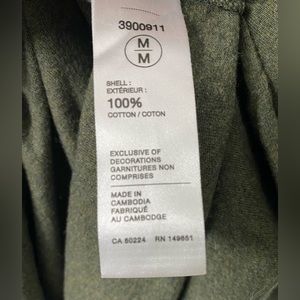 3900911
M
M
SHELL :
EXTÉRIEUR :
100%
COTTON / COTON
EXCLUSIVE OF
DECORATIONS
GARNITURES NON
COMPRISES
MADE IN
CAMBODIA
FABRIQUÉ
AU CAMBODGE
CA 60224 RN 149651